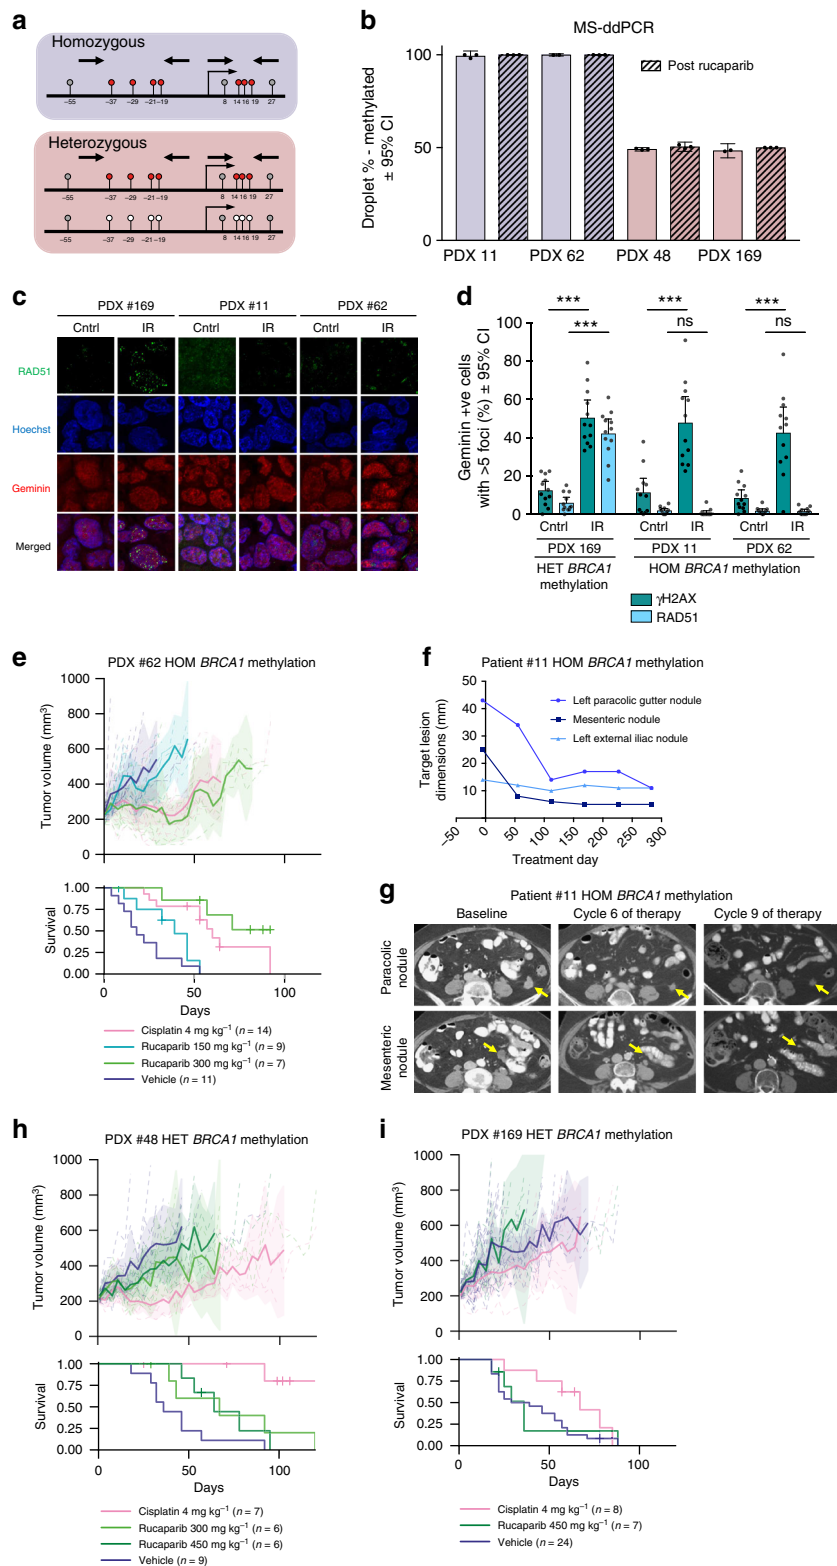 a
Homozygous
−55 −37 −29 −21 −19 8 14 16 19 27
Heterozygous
−55 −37 −29 −21 −19 8 14 16 19 27
−55 −37 −29 −21 −19 8 14 16 19 27
b
MS-ddPCR
Droplet % - methylated
± 95% CI
100
50
0
Post rucaparib
PDX 11 PDX 62 PDX 48 PDX 169
c
PDX #169 PDX #11 PDX #62
Cntrl IR Cntrl IR Cntrl IR
RAD51
Hoechst
Geminin
Merged
d
Geminin +ve cells
with >5 foci (%) ± 95% CI
100
80
60
40
20
0
*** *** ***
*** ns ns
Cntrl IR Cntrl IR Cntrl IR
PDX 169 PDX 11 PDX 62
HET BRCA1
methylation
HOM BRCA1 methylation
γH2AX
RAD51
e
PDX #62 HOM BRCA1 methylation
Tumor volume (mm³)
1000
800
600
400
200
0
Survival
1.00
0.75
0.50
0.25
0.00
0 50 100
Days
Cisplatin 4 mg kg⁻¹ (n = 14)
Rucaparib 150 mg kg⁻¹ (n = 9)
Rucaparib 300 mg kg⁻¹ (n = 7)
Vehicle (n = 11)
f
Patient #11 HOM BRCA1 methylation
Target lesion
dimensions (mm)
50
40
30
20
10
Left paracolic gutter nodule
Mesenteric nodule
Left external iliac nodule
−50 0 50 100 150 200 250 300
Treatment day
g
Patient #11 HOM BRCA1 methylation
Baseline Cycle 6 of therapy Cycle 9 of therapy
Paracolic
nodule
Mesenteric
nodule
h
PDX #48 HET BRCA1 methylation
Tumor volume (mm³)
1000
800
600
400
200
0
Survival
1.00
0.75
0.50
0.25
0.00
0 50 100
Days
Cisplatin 4 mg kg⁻¹ (n = 7)
Rucaparib 300 mg kg⁻¹ (n = 6)
Rucaparib 450 mg kg⁻¹ (n = 6)
Vehicle (n = 9)
i
PDX #169 HET BRCA1 methylation
Tumor volume (mm³)
1000
800
600
400
200
0
Survival
1.00
0.75
0.50
0.25
0.00
0 50 100
Days
Cisplatin 4 mg kg⁻¹ (n = 8)
Rucaparib 450 mg kg⁻¹ (n = 7)
Vehicle (n = 24)